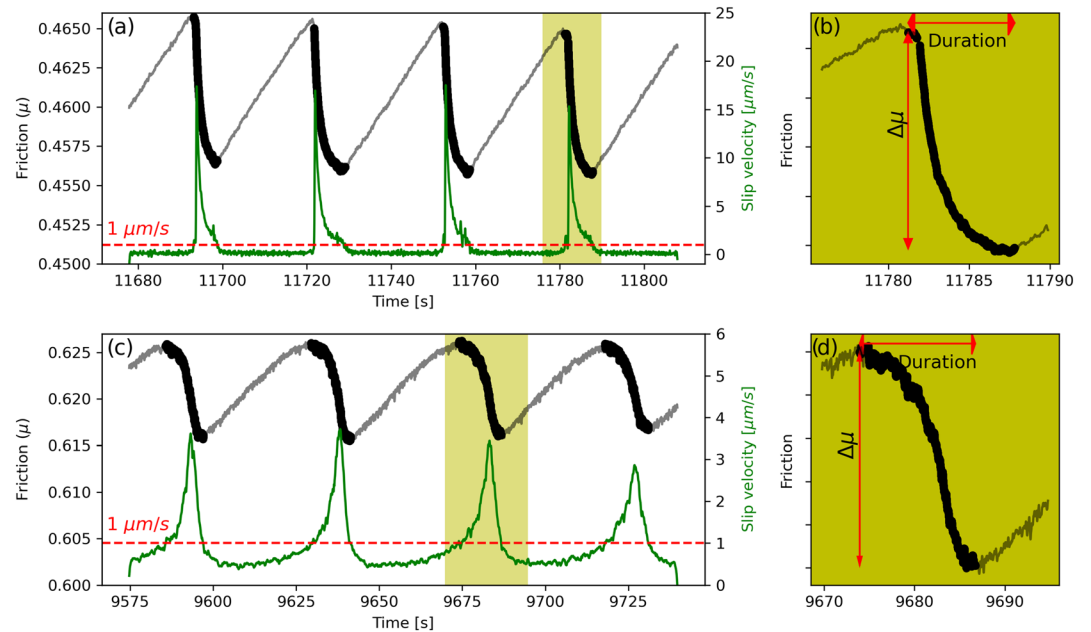 (a)
0.4650
0.4625
0.4600
0.4575
0.4550
0.4525
0.4500
Friction (μ)
1 μm/s
25
20
15
10
5
0
Slip velocity [μm/s]
11680 11700 11720 11740 11760 11780 11800
Time [s]
(b)
Duration
Δμ
Friction
11780 11785 11790
(c)
0.625
0.620
0.615
0.610
0.605
0.600
Friction (μ)
1 μm/s
6
5
4
3
2
1
0
Slip velocity [μm/s]
9575 9600 9625 9650 9675 9700 9725
Time [s]
(d)
Duration
Δμ
Friction
9670 9680 9690